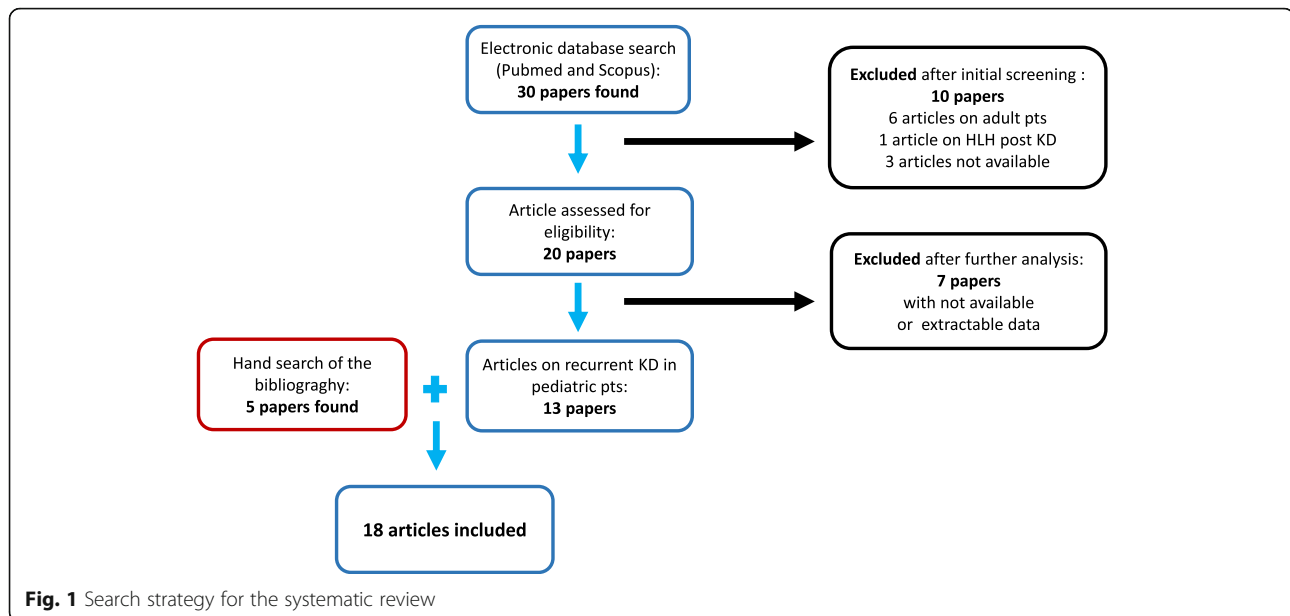 Electronic database search
(Pubmed and Scopus):
30 papers found
Excluded after initial screening :
10 papers
6 articles on adult pts
1 article on HLH post KD
3 articles not available
Article assessed for
eligibility:
20 papers
Excluded after further analysis:
7 papers
with not available
or extractable data
Hand search of the
bibliograghy:
5 papers found
Articles on recurrent KD in
pediatric pts:
13 papers
18 articles included
Fig. 1 Search strategy for the systematic review